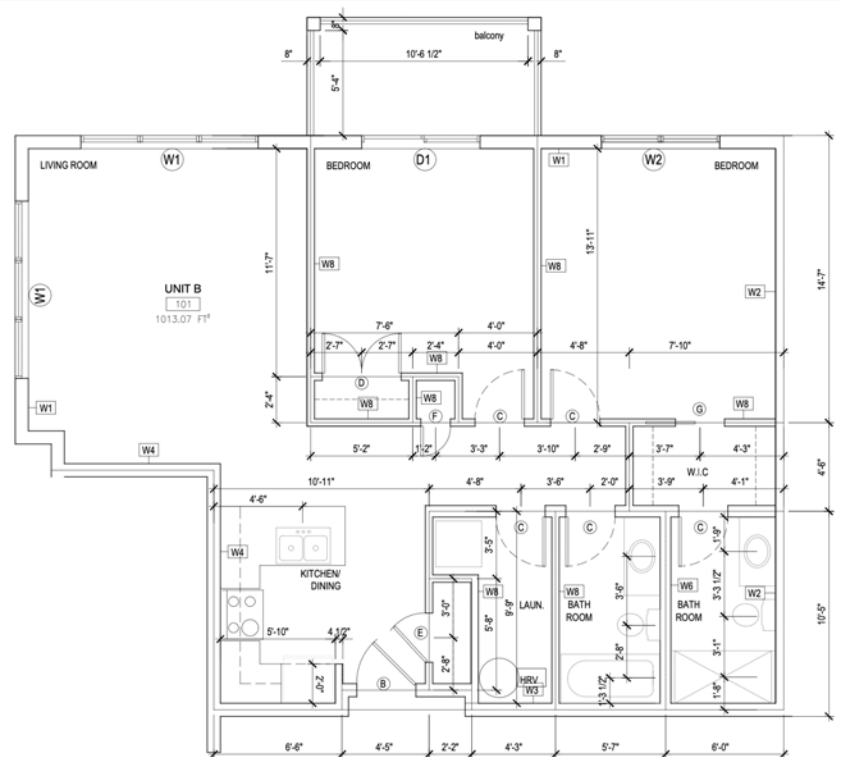 8"
balcony
8"
10'-6 1/2"
8"
5'-4"
LIVING ROOM
W1
BEDROOM
D1
W1
W2
BEDROOM
13'-11"
11'-7"
W8
W8
14'-7"
W1
UNIT B
101
1013.07 FT²
W2
7'-6"
4'-0"
2'-7"
2'-7"
2'-4"
4'-0"
4'-8"
7'-10"
W8
D
2'-4"
W8
W8
W1
F
C
C
G
W8
W4
5'-2"
1'-2"
3'-3"
3'-10"
2'-9"
3'-7"
4'-3"
4'-6"
W.I.C
10'-11"
4'-8"
3'-6"
2'-0"
3'-9"
4'-1"
4'-6"
C
C
C
1'-9"
3'-5"
W4
KITCHEN/
DINING
W8
W8
W6
W2
3'-6"
3'-3 1/2"
9'-9"
5'-8"
3'-0"
LAUN.
BATH
ROOM
BATH
ROOM
10'-5"
5'-10"
4 1/2"
E
2'-8"
2'-8"
3'-1"
2'-0"
B
HRV
W3
1'-3 1/2"
1'-8"
6'-6"
4'-5"
2'-2"
4'-3"
5'-7"
6'-0"